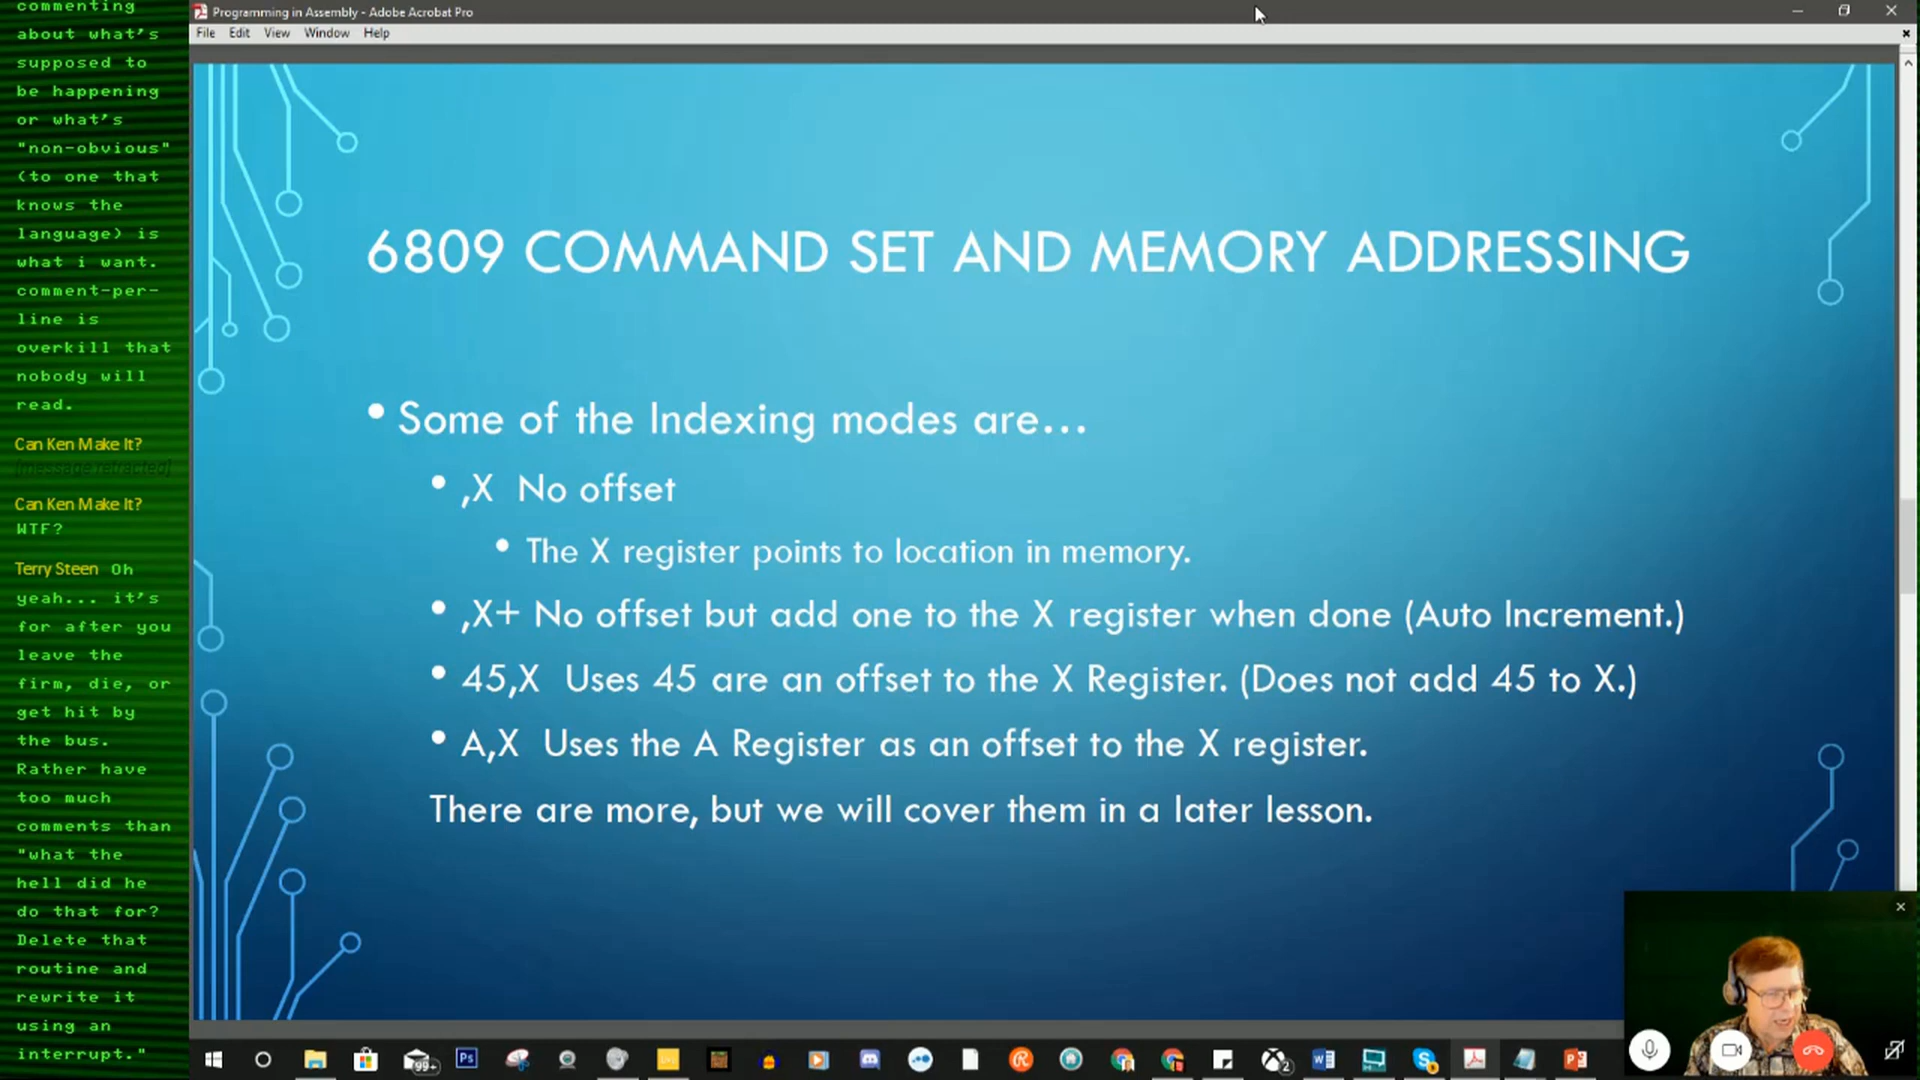 commenting
about what's
supposed to
be happening
or what's
"non-obvious"
(to one that
knows the
language) is
what i want.
comment-per-
line is
overkill that
nobody will
read.
Can Ken Make It?
[message retracted]
Can Ken Make It?
WTF?
Terry Steen Oh
yeah... it's
for after you
leave the
firm, die, or
get hit by
the bus.
Rather have
too much
comments than
"what the
hell did he
do that for?
Delete that
routine and
rewrite it
using an
interrupt."
Programming in Assembly - Adobe Acrobat Pro
File Edit View Window Help
6809 COMMAND SET AND MEMORY ADDRESSING
• Some of the Indexing modes are...
• ,X No offset
• The X register points to location in memory.
• ,X+ No offset but add one to the X register when done (Auto Increment.)
• 45,X Uses 45 are an offset to the X Register. (Does not add 45 to X.)
• A,X Uses the A Register as an offset to the X register.
There are more, but we will cover them in a later lesson.
99+
Ps
2